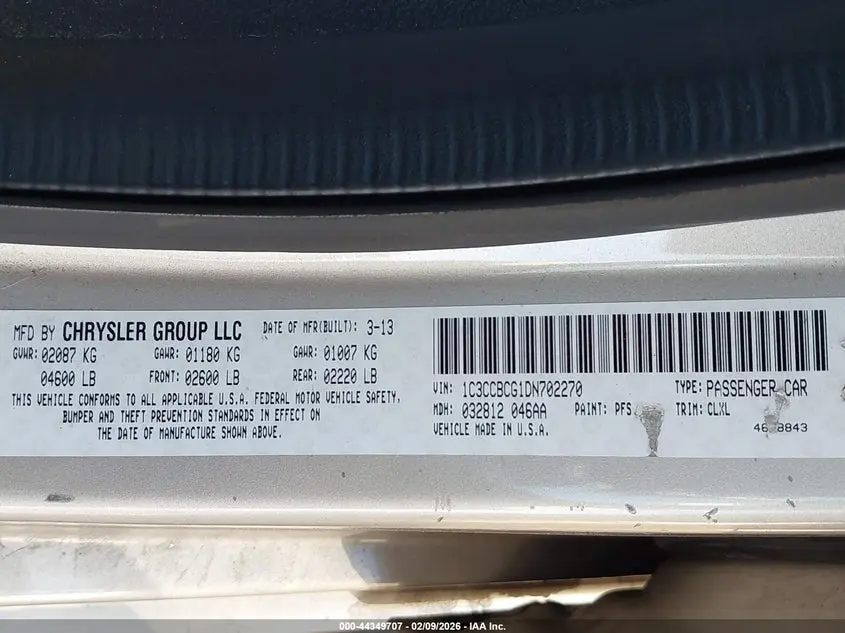 MFD BY CHRYSLER GROUP LLC DATE OF MFR(BUILT): 3-13
GVWR: 02087 KG GAWR: 01180 KG GAWR: 01007 KG
04600 LB FRONT: 02600 LB REAR: 02220 LB
THIS VEHICLE CONFORMS TO ALL APPLICABLE U.S.A. FEDERAL MOTOR VEHICLE SAFETY,
BUMPER AND THEFT PREVENTION STANDARDS IN EFFECT ON
THE DATE OF MANUFACTURE SHOWN ABOVE.
VIN: 1C3CCBCG1DN702270 TYPE: PASSENGER CAR
MDH: 032812 046AA PAINT: PFS TRIM: CLXL
VEHICLE MADE IN U.S.A.
000-44349707 - 02/09/2026 - IAA Inc.